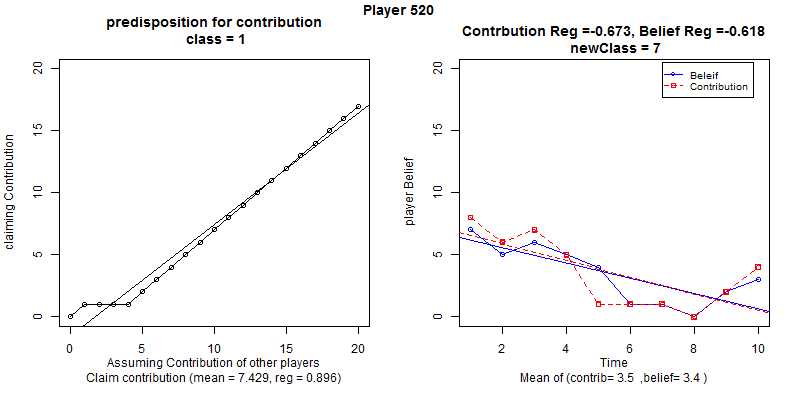 Player 520
predisposition for contribution
class = 1
claiming Contribution
20
15
10
5
0
0 5 10 15 20
Assuming Contribution of other players
Claim contribution (mean = 7.429, reg = 0.896)
Contrbution Reg =-0.673, Belief Reg =-0.618
newClass = 7
player Belief
20
15
10
5
0
Beleif
Contribution
2 4 6 8 10
Time
Mean of (contrib= 3.5 ,belief= 3.4 )